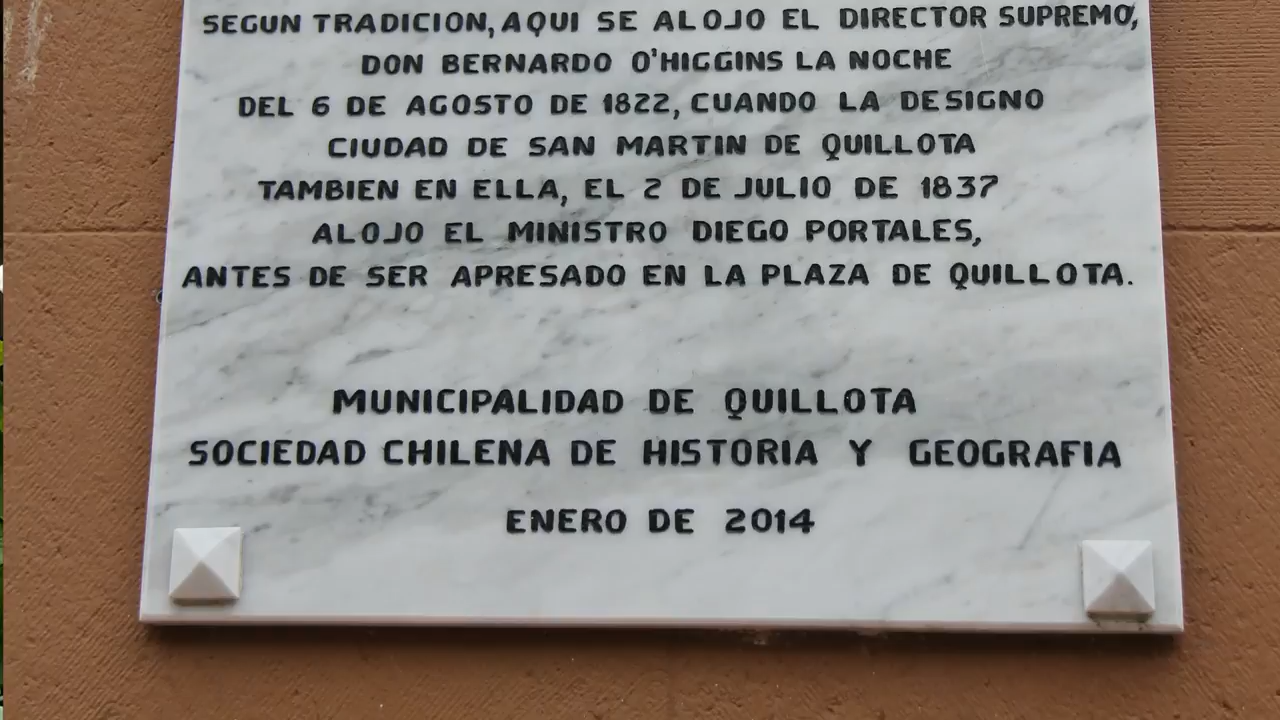 SEGUN TRADICION, AQUI SE ALOJO EL DIRECTOR SUPREMO,
DON BERNARDO O'HIGGINS LA NOCHE
DEL 6 DE AGOSTO DE 1822, CUANDO LA DESIGNO
CIUDAD DE SAN MARTIN DE QUILLOTA
TAMBIEN EN ELLA, EL 2 DE JULIO DE 1837
ALOJO EL MINISTRO DIEGO PORTALES,
ANTES DE SER APRESADO EN LA PLAZA DE QUILLOTA.
MUNICIPALIDAD DE QUILLOTA
SOCIEDAD CHILENA DE HISTORIA Y GEOGRAFIA
ENERO DE 2014